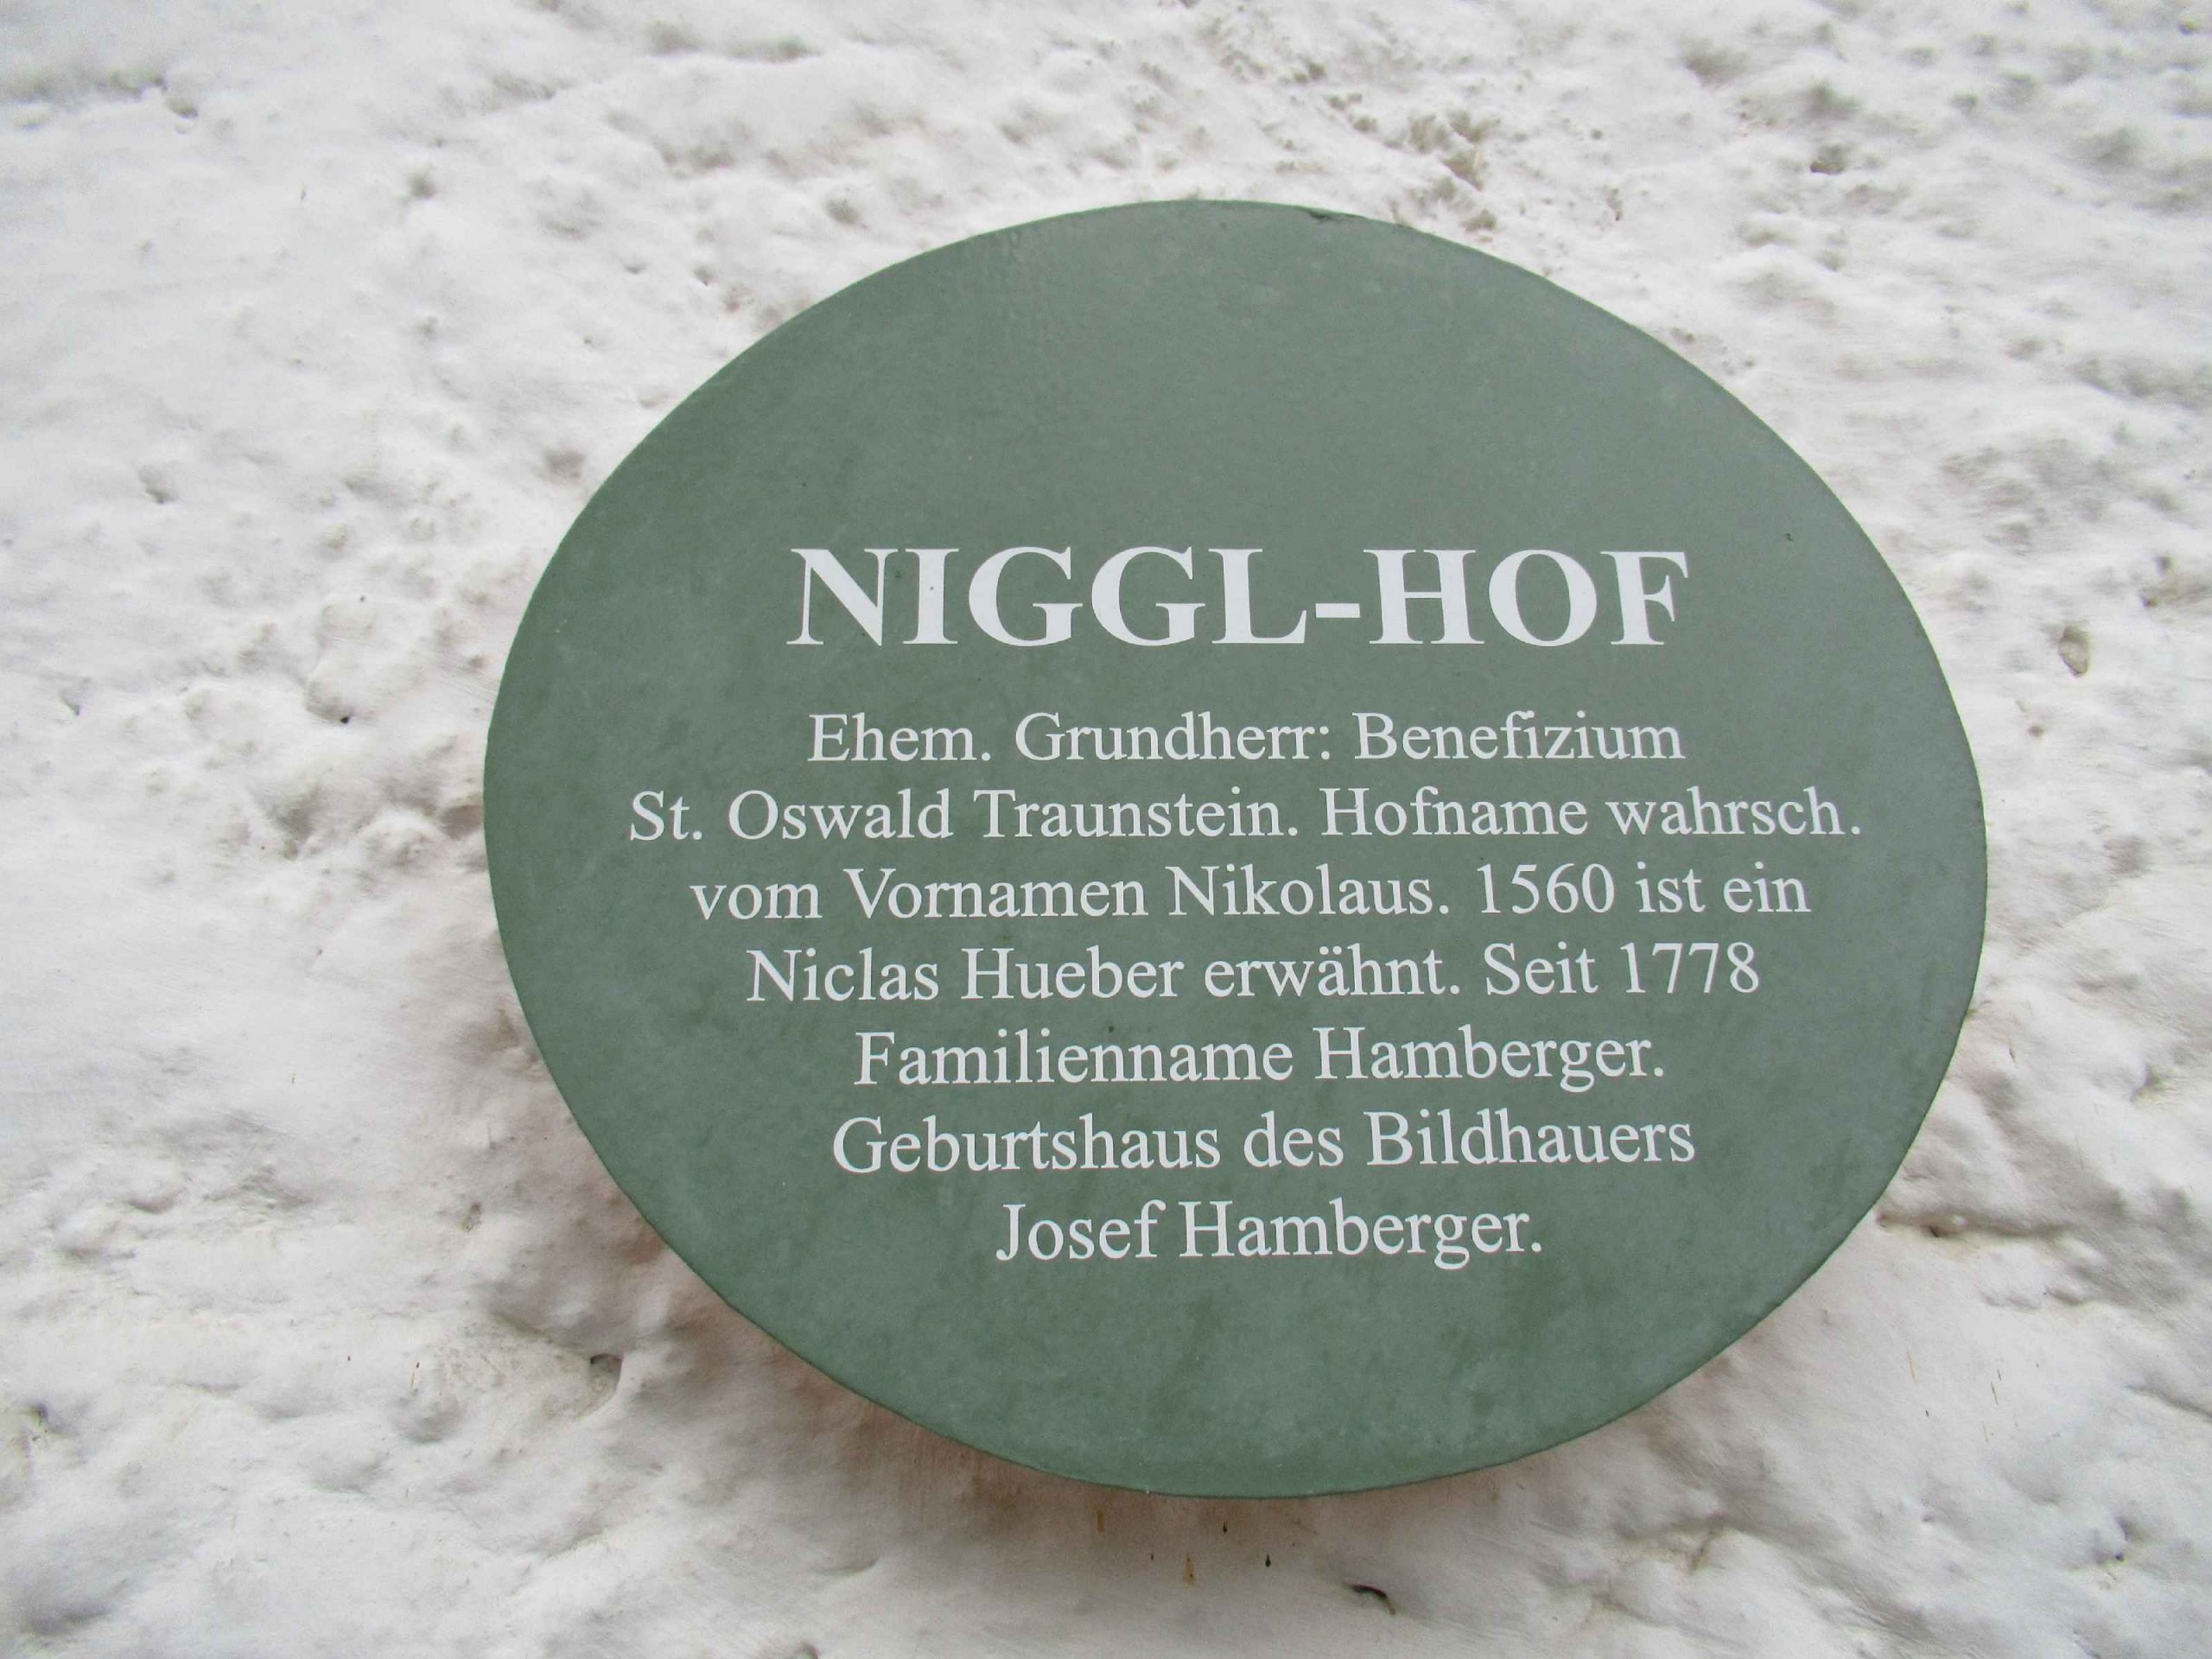 NIGGL-HOF
Ehem. Grundherr: Benefizium
St. Oswald Traunstein. Hofname wahrsch.
vom Vornamen Nikolaus. 1560 ist ein
Niclas Hueber erwähnt. Seit 1778
Familienname Hamberger.
Geburtshaus des Bildhauers
Josef Hamberger.